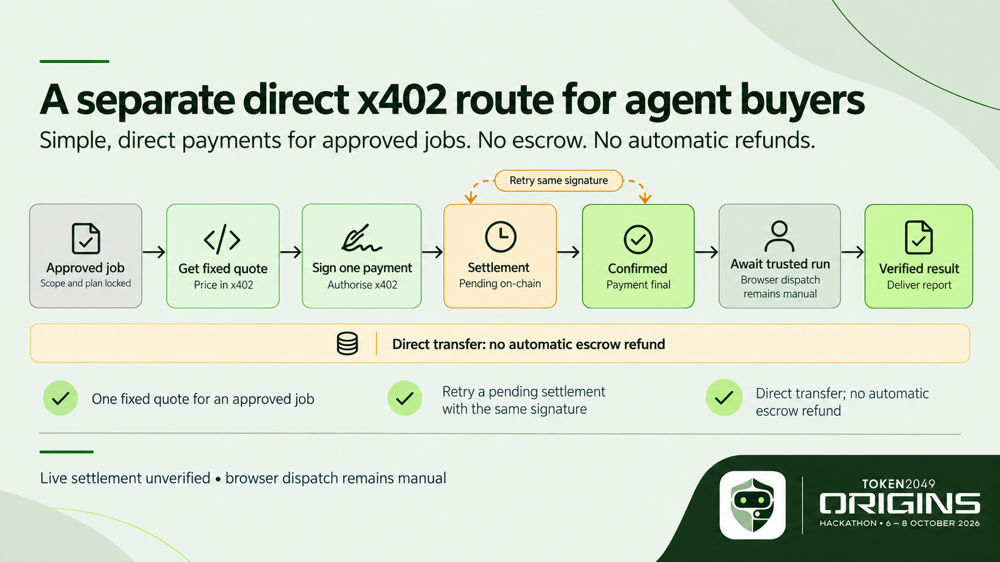 A separate direct x402 route for agent buyers
Simple, direct payments for approved jobs. No escrow. No automatic refunds.
Retry same signature
Approved job
Scope and plan locked
Get fixed quote
Price in x402
Sign one payment
Authorise x402
Settlement
Pending on-chain
Confirmed
Payment final
Await trusted run
Browser dispatch
remains manual
Verified result
Deliver report
Direct transfer: no automatic escrow refund
One fixed quote for an approved job
Retry a pending settlement
with the same signature
Direct transfer; no automatic
escrow refund
Live settlement unverified • browser dispatch remains manual
TOKEN2049
ORIGINS
HACKATHON • 6 – 8 OCTOBER 2026